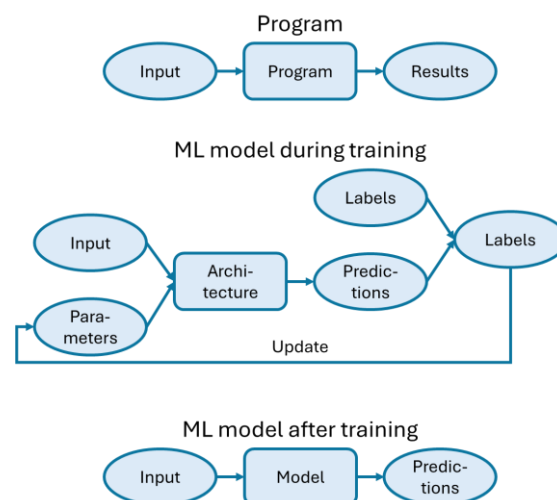 Program
Input
Program
Results
ML model during training
Labels
Input
Labels
Archi-
tecture
Predic-
tions
Para-
meters
Update
ML model after training
Input
Model
Predic-
tions